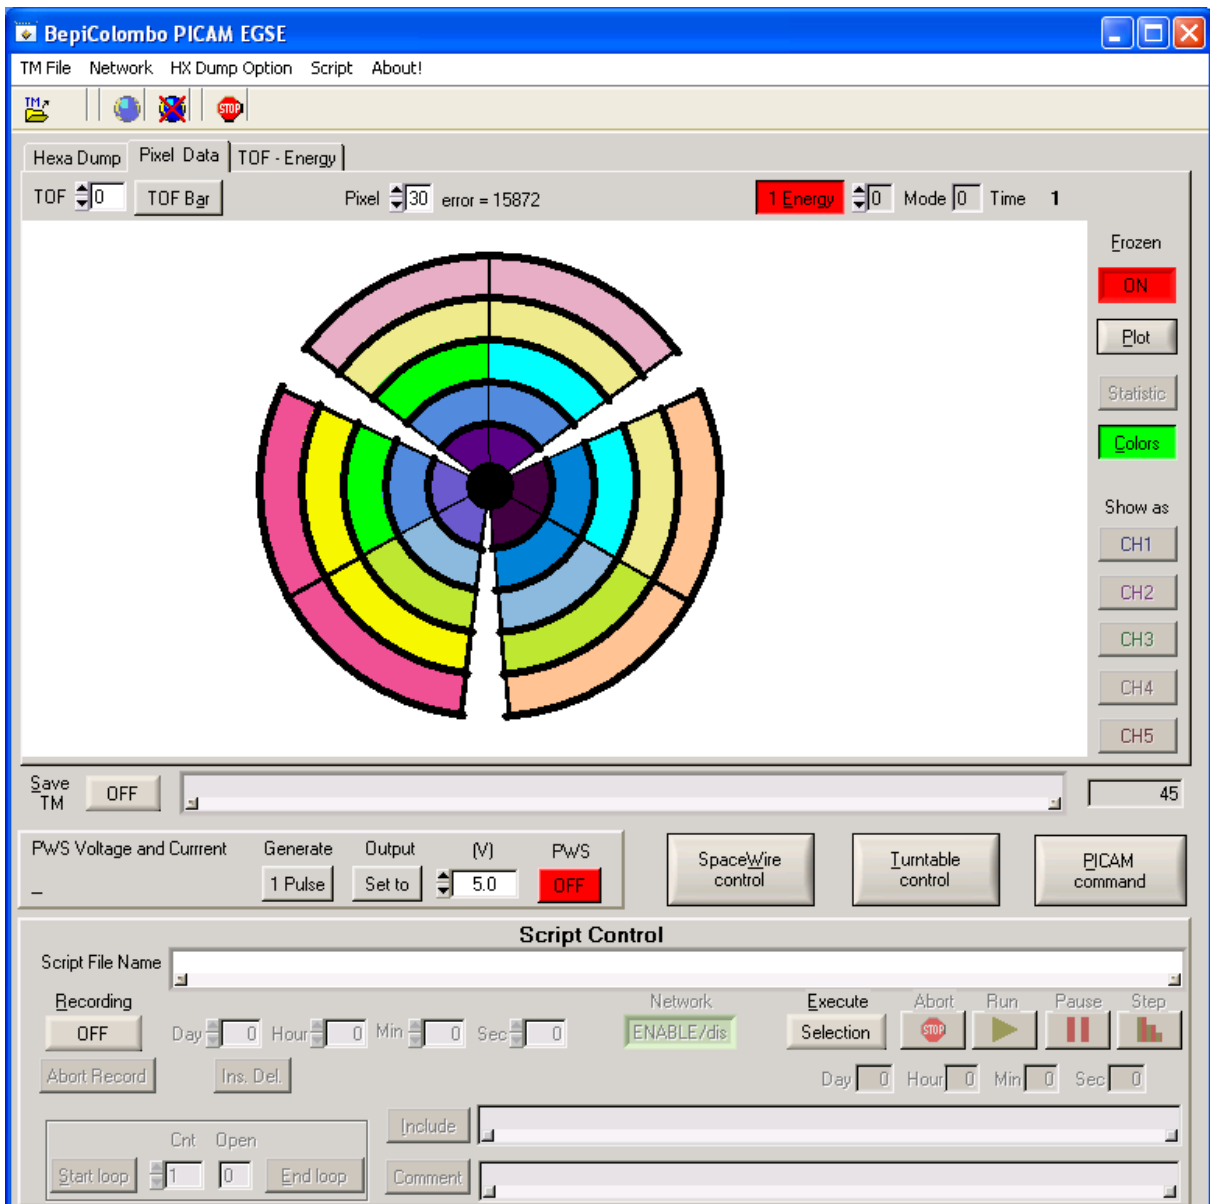 BepiColombo PICAM EGSE
TM File Network HX Dump Option Script About!
TM STOP
Hexa Dump Pixel Data TOF - Energy
TOF 0 TOF Bar Pixel 30 error = 15872 1 Energy 0 Mode 0 Time 1
Frozen
ON
Plot
Statistic
Colors
Show as
CH1
CH2
CH3
CH4
CH5
Save TM OFF 45
PWS Voltage and Currrent Generate Output (V) PWS
_ 1 Pulse Set to 5.0 OFF
SpaceWire control
Turntable control
PICAM command
Script Control
Script File Name
Recording Network Execute Abort Run Pause Step
OFF Day 0 Hour 0 Min 0 Sec 0 ENABLE/dis Selection STOP
Abort Record Ins. Del. Day 0 Hour 0 Min 0 Sec 0
Cnt Open Include
Start loop 1 0 End loop Comment